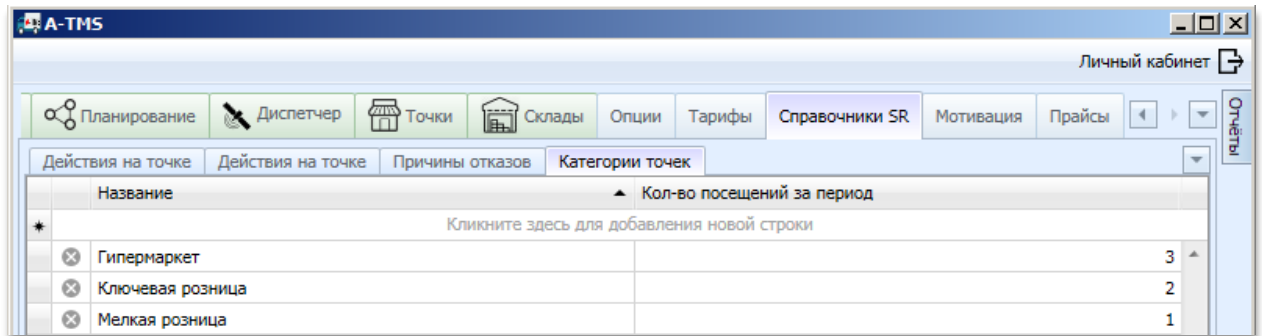 A-TMS
Личный кабинет
Планирование Диспетчер Точки Склады Опции Тарифы Справочники SR Мотивация Прайсы Отчёты
Действия на точке Действия на точке Причины отказов Категории точек
Название Кол-во посещений за период
Кликните здесь для добавления новой строки
Гипермаркет 3
Ключевая розница 2
Мелкая розница 1